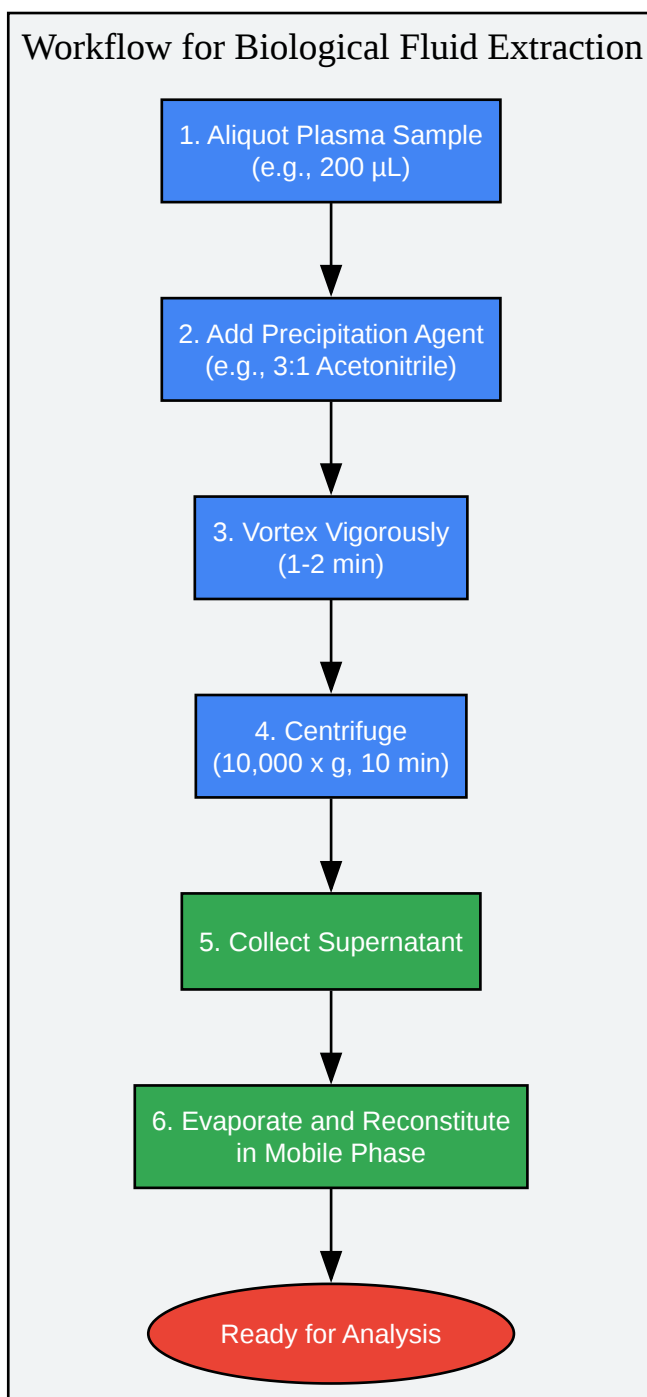 Workflow for Biological Fluid Extraction
1. Aliquot Plasma Sample
(e.g., 200 µL)
2. Add Precipitation Agent
(e.g., 3:1 Acetonitrile)
3. Vortex Vigorously
(1-2 min)
4. Centrifuge
(10,000 x g, 10 min)
5. Collect Supernatant
6. Evaporate and Reconstitute
in Mobile Phase
Ready for Analysis